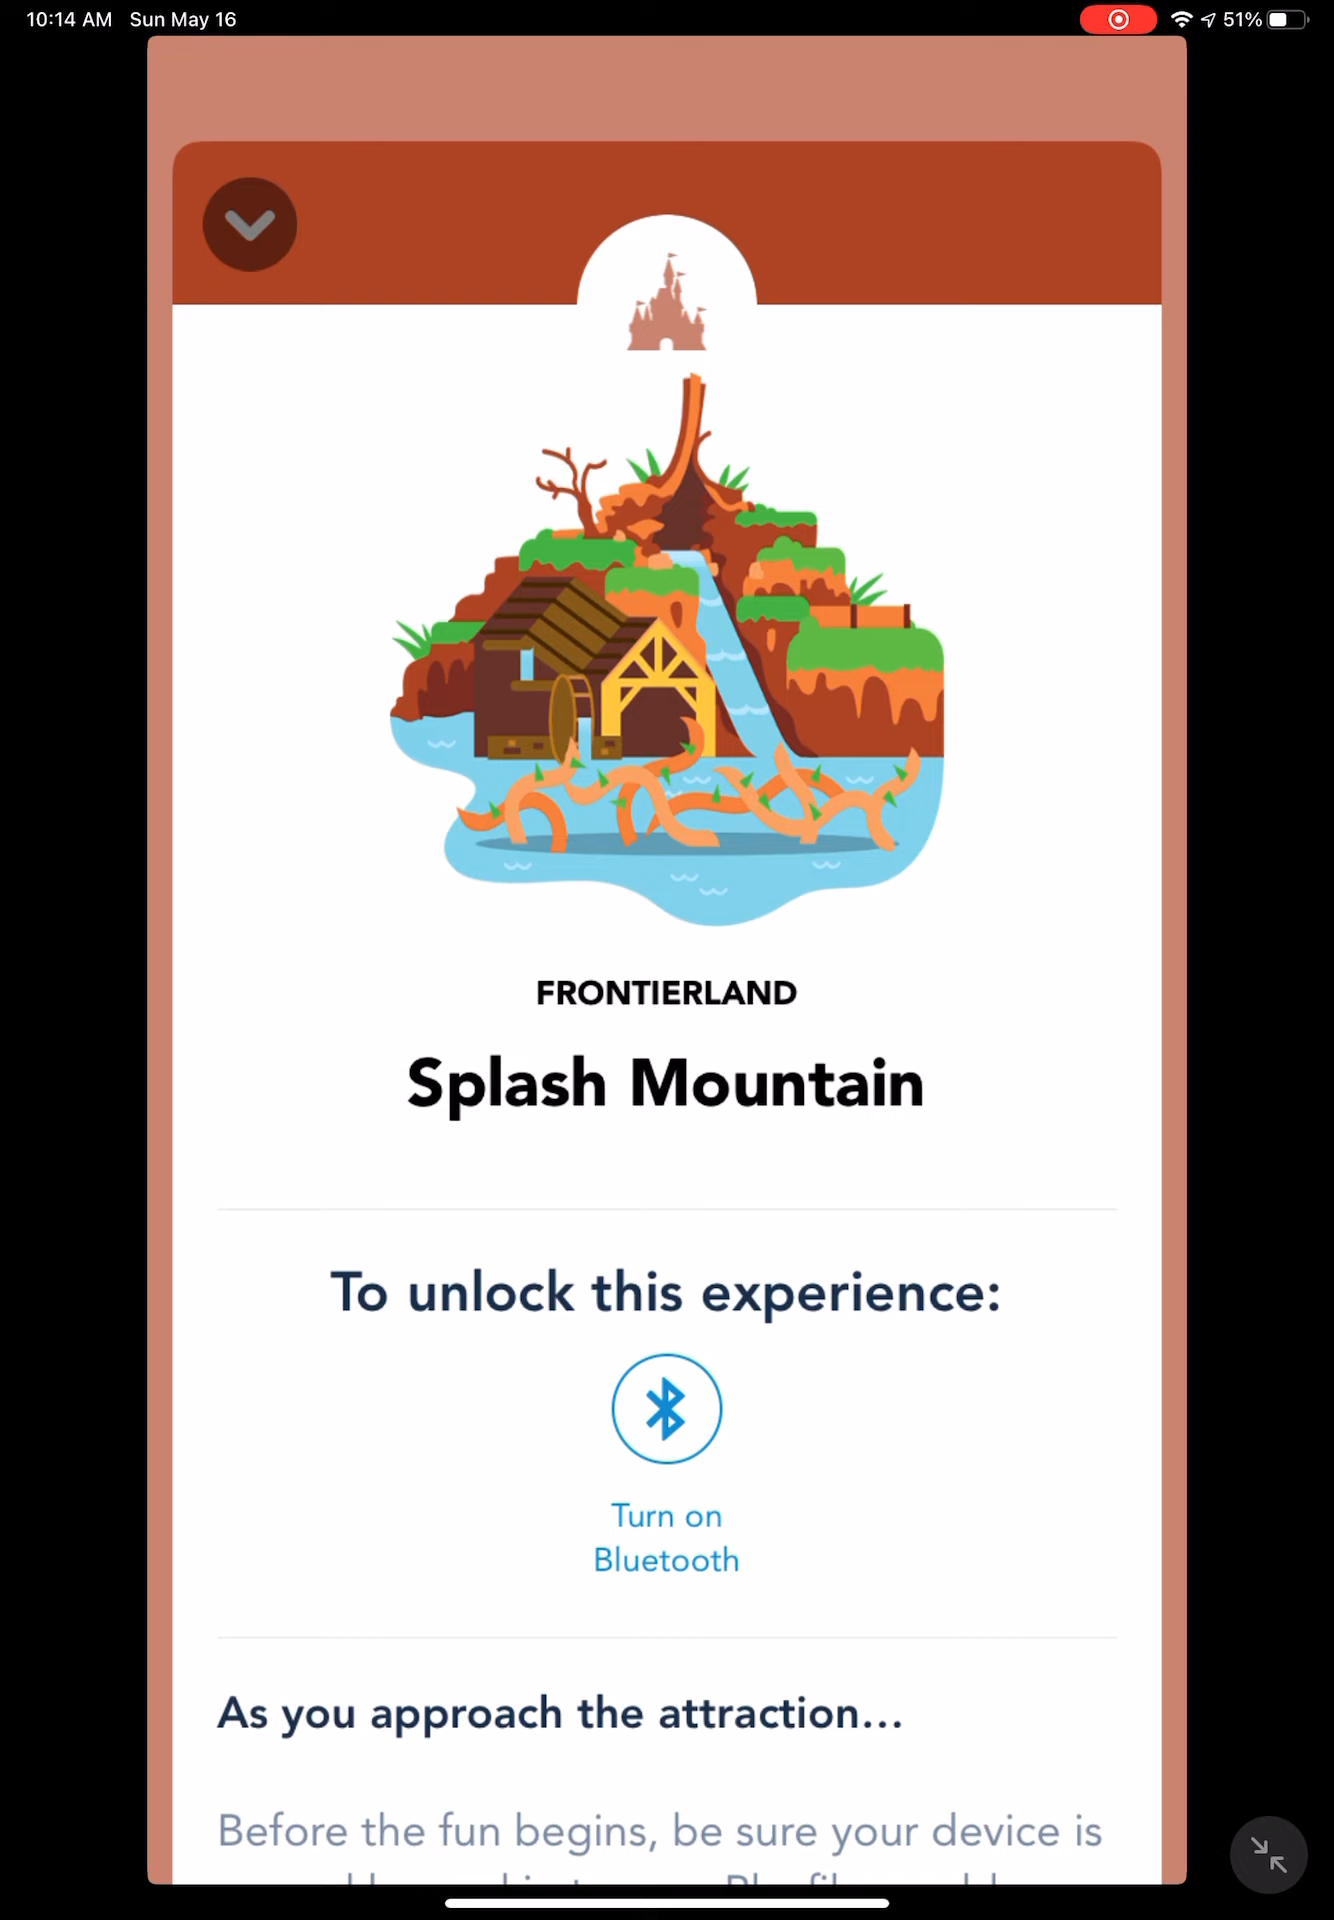 10:14 AM Sun May 16 51%
FRONTIERLAND
Splash Mountain
To unlock this experience:
Turn on
Bluetooth
As you approach the attraction...
Before the fun begins, be sure your device is